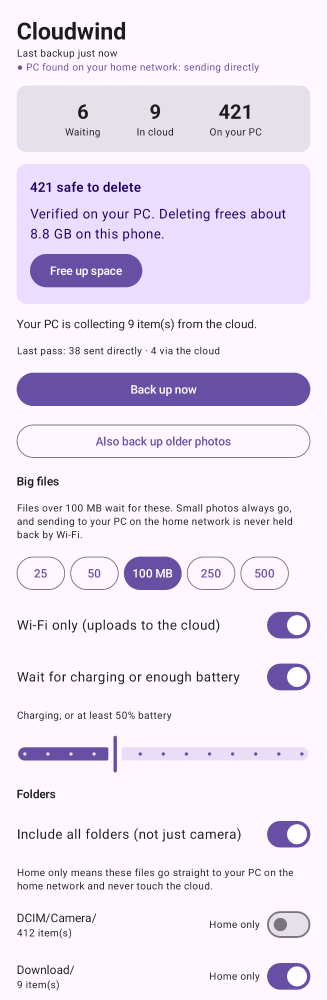 Cloudwind
Last backup just now
● PC found on your home network: sending directly
6
Waiting
9
In cloud
421
On your PC
421 safe to delete
Verified on your PC. Deleting frees about
8.8 GB on this phone.
Free up space
Your PC is collecting 9 item(s) from the cloud.
Last pass: 38 sent directly · 4 via the cloud
Back up now
Also back up older photos
Big files
Files over 100 MB wait for these. Small photos always go,
and sending to your PC on the home network is never held
back by Wi-Fi.
25
50
100 MB
250
500
Wi-Fi only (uploads to the cloud)
Wait for charging or enough battery
Charging, or at least 50% battery
Folders
Include all folders (not just camera)
Home only means these files go straight to your PC on the
home network and never touch the cloud.
DCIM/Camera/
412 item(s)
Home only
Download/
9 item(s)
Home only